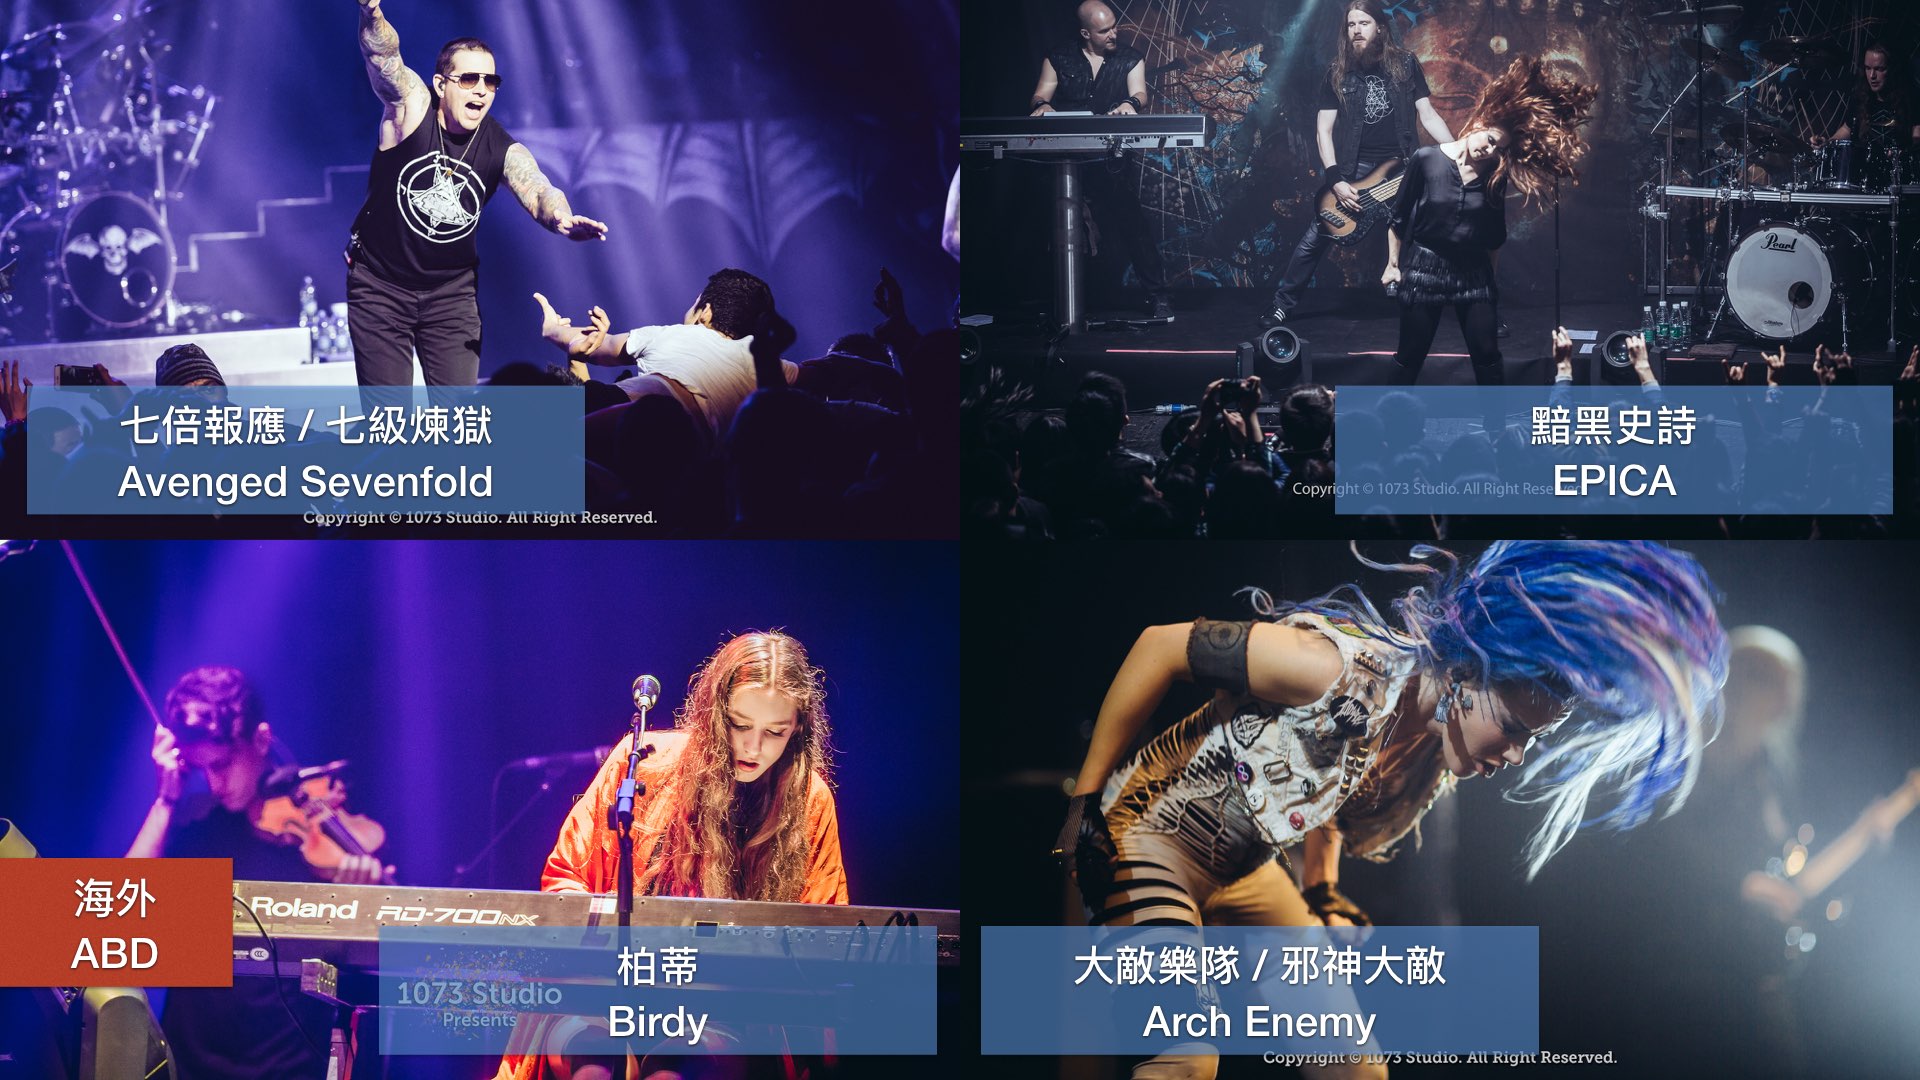 七倍報應 / 七級煉獄
Avenged Sevenfold
Copyright © 1073 Studio. All Right Reserved.
Pearl
黯黑史詩
EPICA
Copyright © 1073 Studio. All Right Reserved.
海外
ABD
Roland RD-700NX
1073 Studio
Presents
柏蒂
Birdy
大敵樂隊 / 邪神大敵
Arch Enemy
Copyright © 1073 Studio. All Right Reserved.